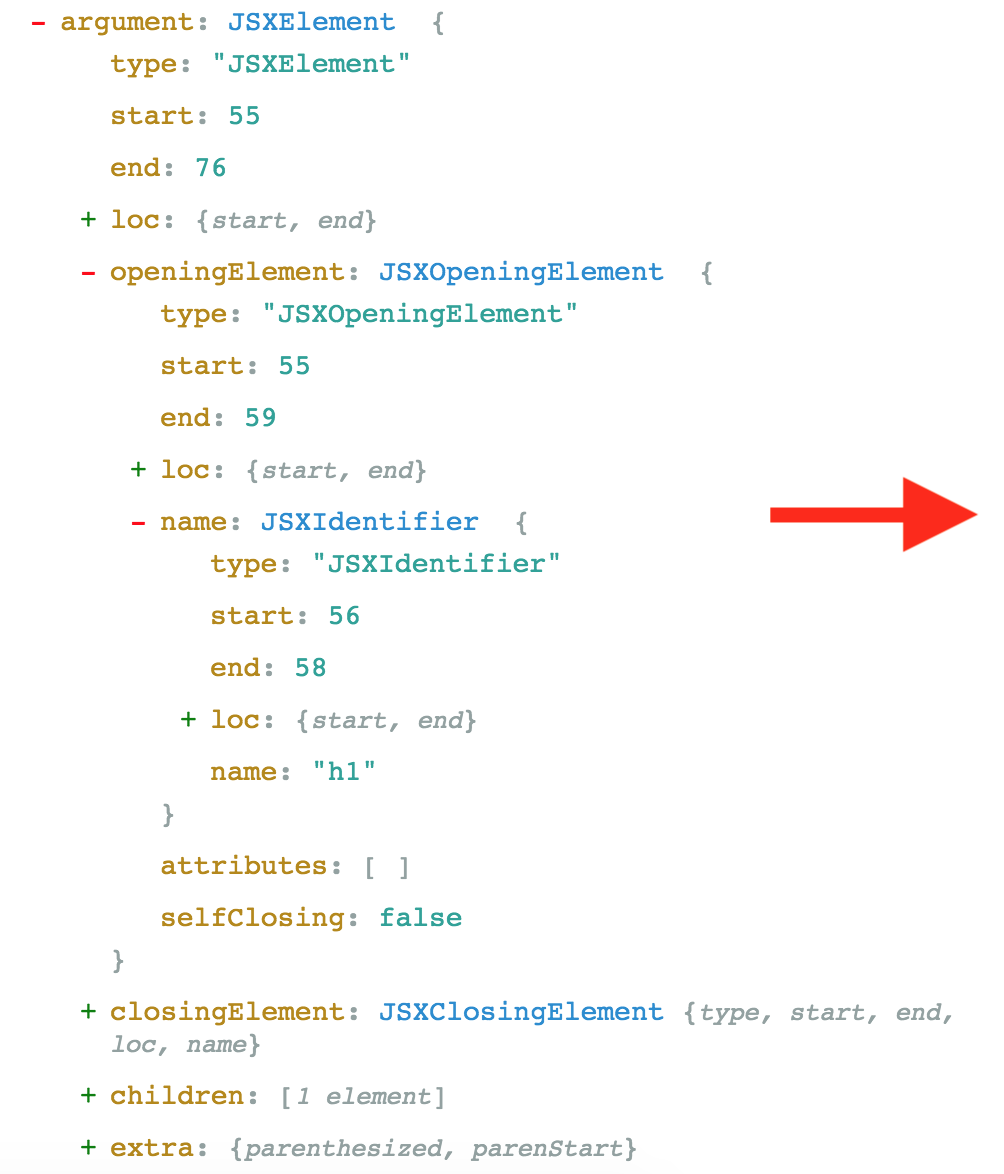 - argument: JSXElement {
type: "JSXElement"
start: 55
end: 76
+ loc: {start, end}
- openingElement: JSXOpeningElement {
type: "JSXOpeningElement"
start: 55
end: 59
+ loc: {start, end}
- name: JSXIdentifier {
type: "JSXIdentifier"
start: 56
end: 58
+ loc: {start, end}
name: "h1"
}
attributes: [ ]
selfClosing: false
}
+ closingElement: JSXClosingElement {type, start, end,
loc, name}
+ children: [1 element]
+ extra: {parenthesized, parenStart}